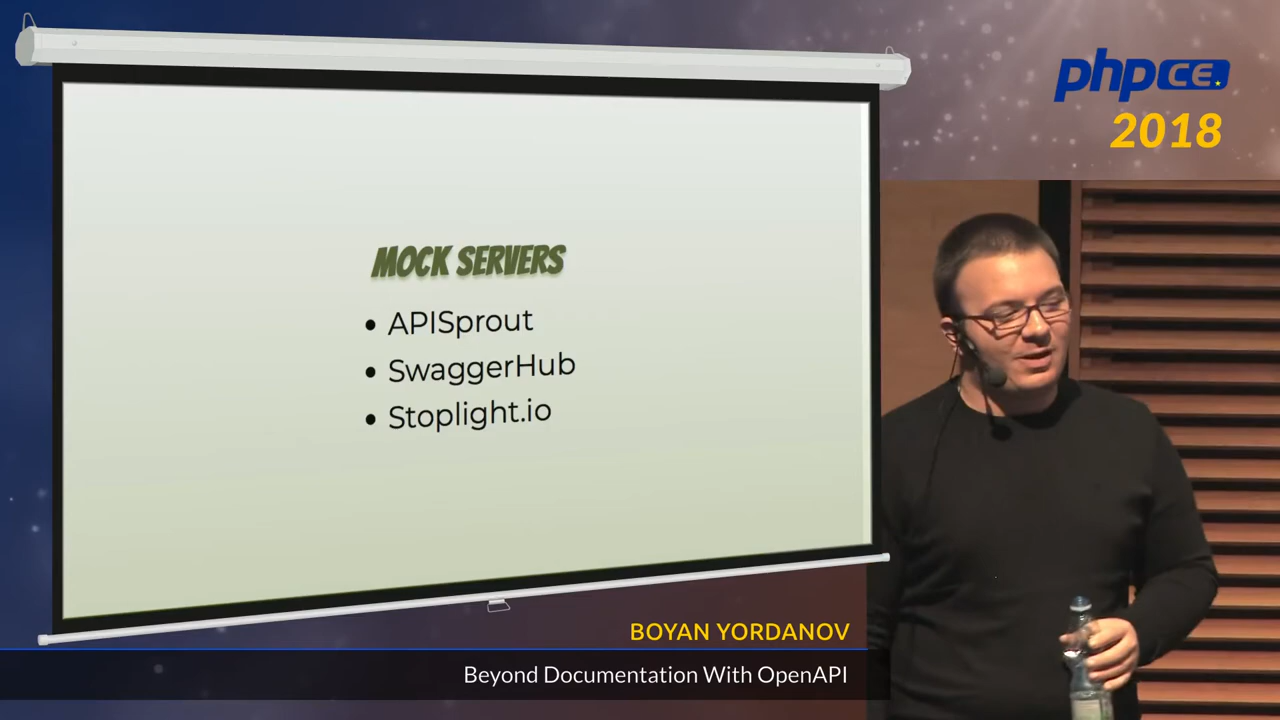 phpCE
2018
MOCK SERVERS
• APISprout
• SwaggerHub
• Stoplight.io
BOYAN YORDANOV
Beyond Documentation With OpenAPI